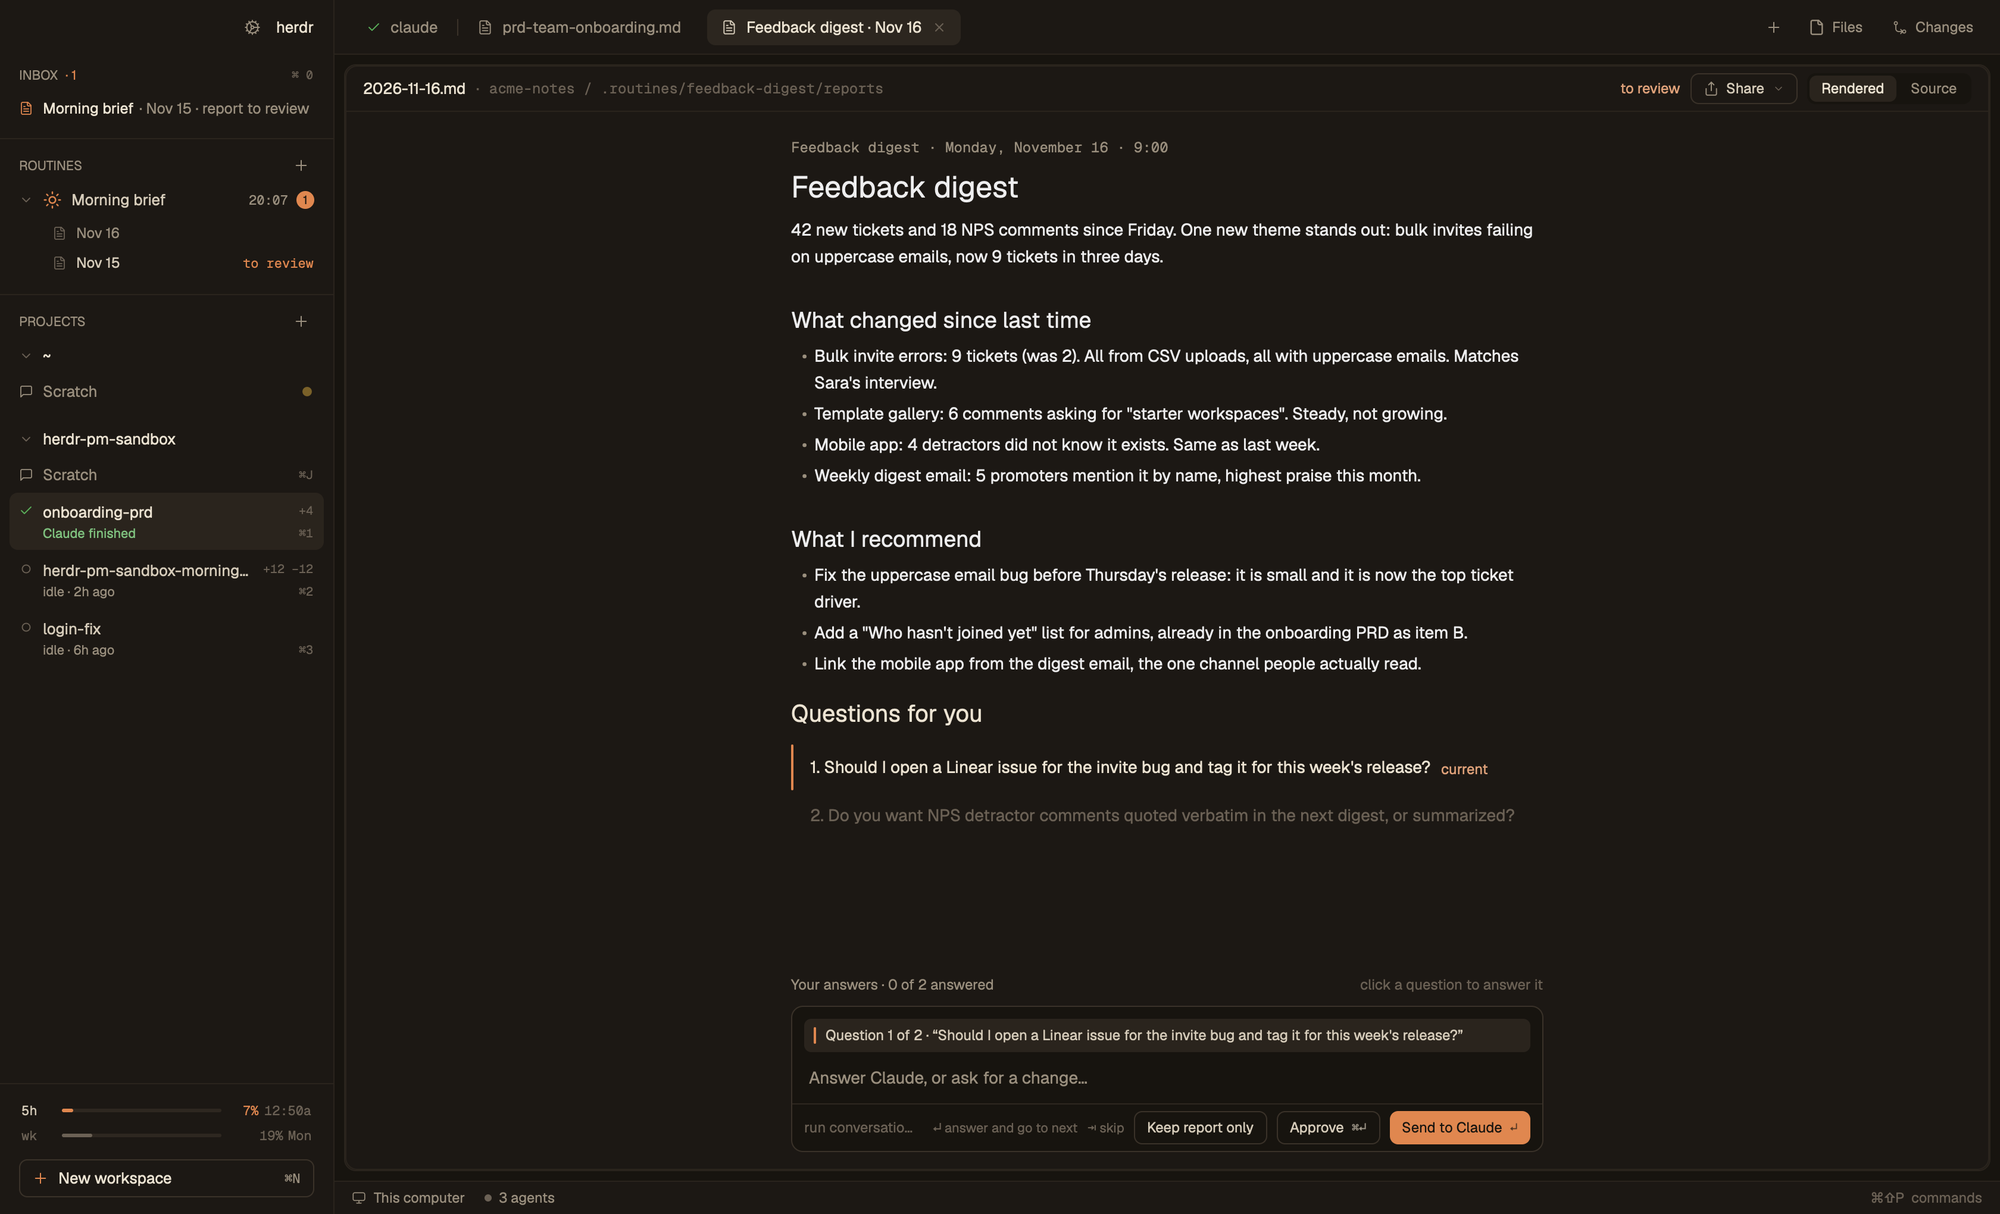 herdr
INBOX · 1
⌘ 0
Morning brief · Nov 15 · report to review
ROUTINES
Morning brief 20:07 1
Nov 16
Nov 15 to review
PROJECTS
~
Scratch
herdr-pm-sandbox
Scratch ⌘J
onboarding-prd +4
Claude finished ⌘1
herdr-pm-sandbox-morning… +12 −12
idle · 2h ago ⌘2
login-fix
idle · 6h ago ⌘3
5h 7% 12:50a
wk 19% Mon
New workspace ⌘N
claude
prd-team-onboarding.md
Feedback digest · Nov 16
Files
Changes
2026-11-16.md · acme-notes / .routines/feedback-digest/reports
to review
Share
Rendered
Source
Feedback digest · Monday, November 16 · 9:00
Feedback digest
42 new tickets and 18 NPS comments since Friday. One new theme stands out: bulk invites failing
on uppercase emails, now 9 tickets in three days.
What changed since last time
• Bulk invite errors: 9 tickets (was 2). All from CSV uploads, all with uppercase emails. Matches
Sara's interview.
• Template gallery: 6 comments asking for "starter workspaces". Steady, not growing.
• Mobile app: 4 detractors did not know it exists. Same as last week.
• Weekly digest email: 5 promoters mention it by name, highest praise this month.
What I recommend
• Fix the uppercase email bug before Thursday's release: it is small and it is now the top ticket
driver.
• Add a "Who hasn't joined yet" list for admins, already in the onboarding PRD as item B.
• Link the mobile app from the digest email, the one channel people actually read.
Questions for you
1. Should I open a Linear issue for the invite bug and tag it for this week's release? current
2. Do you want NPS detractor comments quoted verbatim in the next digest, or summarized?
Your answers · 0 of 2 answered
click a question to answer it
Question 1 of 2 · “Should I open a Linear issue for the invite bug and tag it for this week's release?”
Answer Claude, or ask for a change…
run conversatio… ↵ answer and go to next ⇥ skip
Keep report only
Approve ⌘↵
Send to Claude ↵
This computer
3 agents
⌘⇧P commands